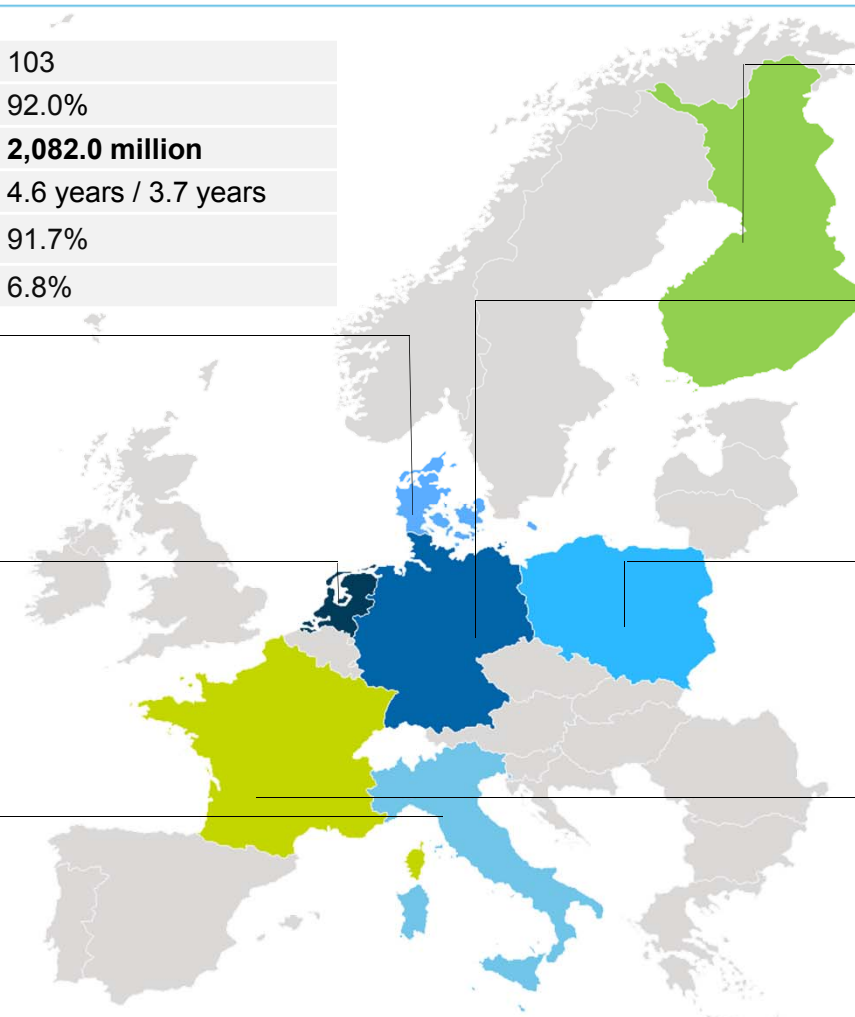 103
92.0%
2,082.0 million
4.6 years / 3.7 years
91.7%
6.8%